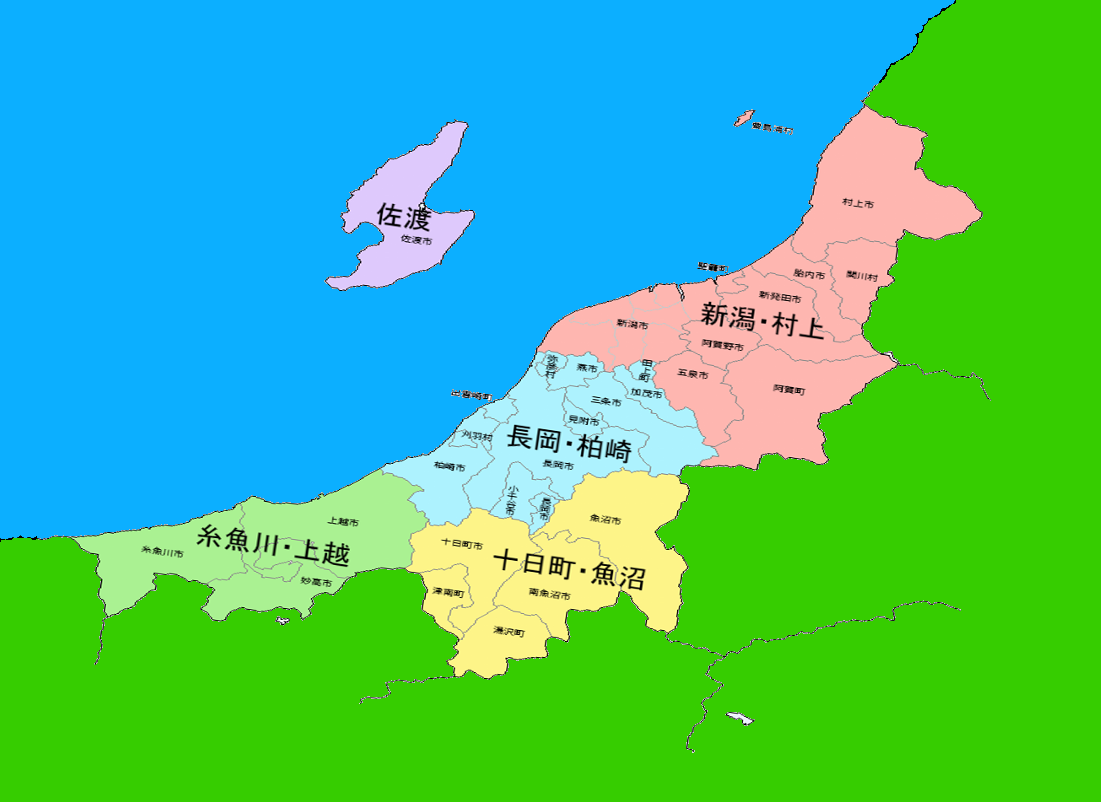 粟島浦村
村上市
佐渡
佐渡市
聖籠町
胎内市
関川村
新発田市
新潟・村上
新潟市
阿賀野市
弥彦村
燕市
田上町
五泉市
阿賀町
加茂市
出雲崎町
三条市
見附市
刈羽村
長岡・柏崎
柏崎市
長岡市
小千谷市
長岡市
上越市
魚沼市
糸魚川・上越
糸魚川市
十日町市
十日町・魚沼
妙高市
津南町
南魚沼市
湯沢町